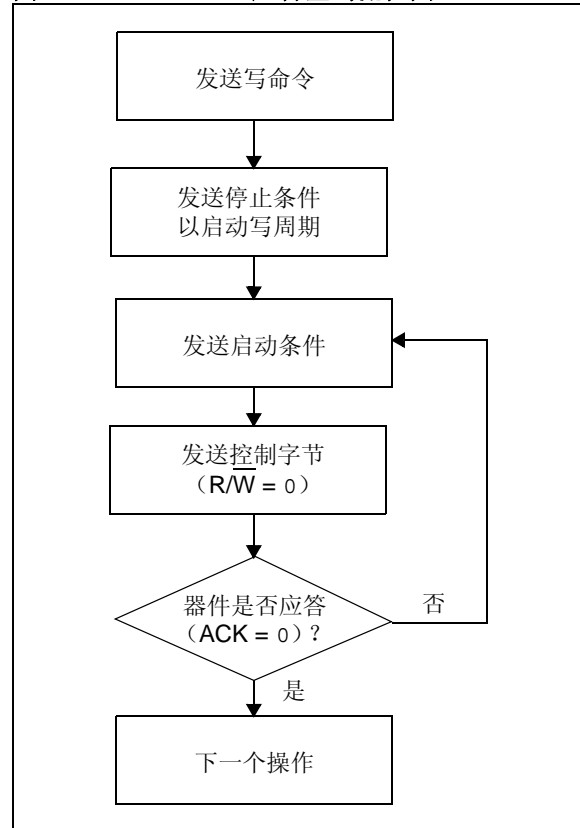 发送写命令
发送停止条件
以启动写周期
发送启动条件
发送控制字节
（R/W̅ = 0）
器件是否应答
（ACK = 0）？
否
是
下一个操作